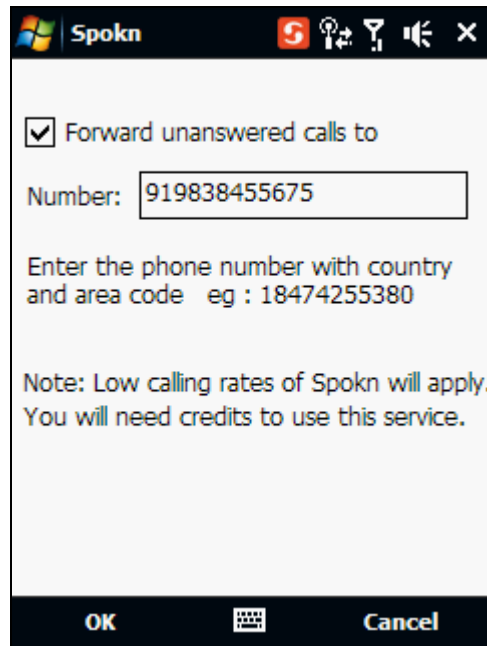 Spokn
Forward unanswered calls to
Number: 919838455675
Enter the phone number with country
and area code eg : 18474255380
Note: Low calling rates of Spokn will apply.
You will need credits to use this service.
OK Cancel